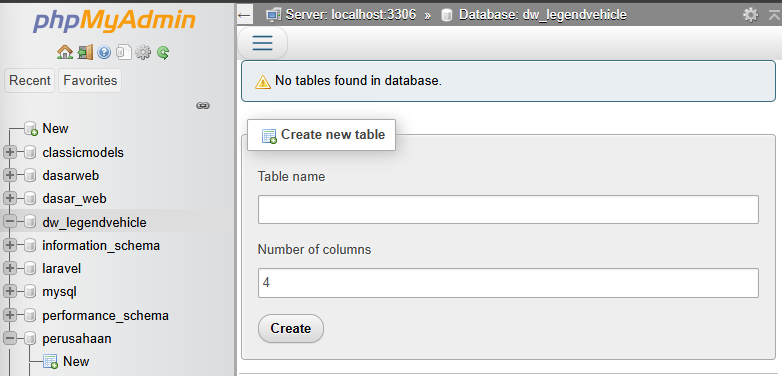 phpMyAdmin
Recent Favorites
New
classicmodels
dasarweb
dasar_web
dw_legendvehicle
information_schema
laravel
mysql
performance_schema
perusahaan
New
Server: localhost:3306 » Database: dw_legendvehicle
No tables found in database.
Create new table
Table name
Number of columns
4
Create